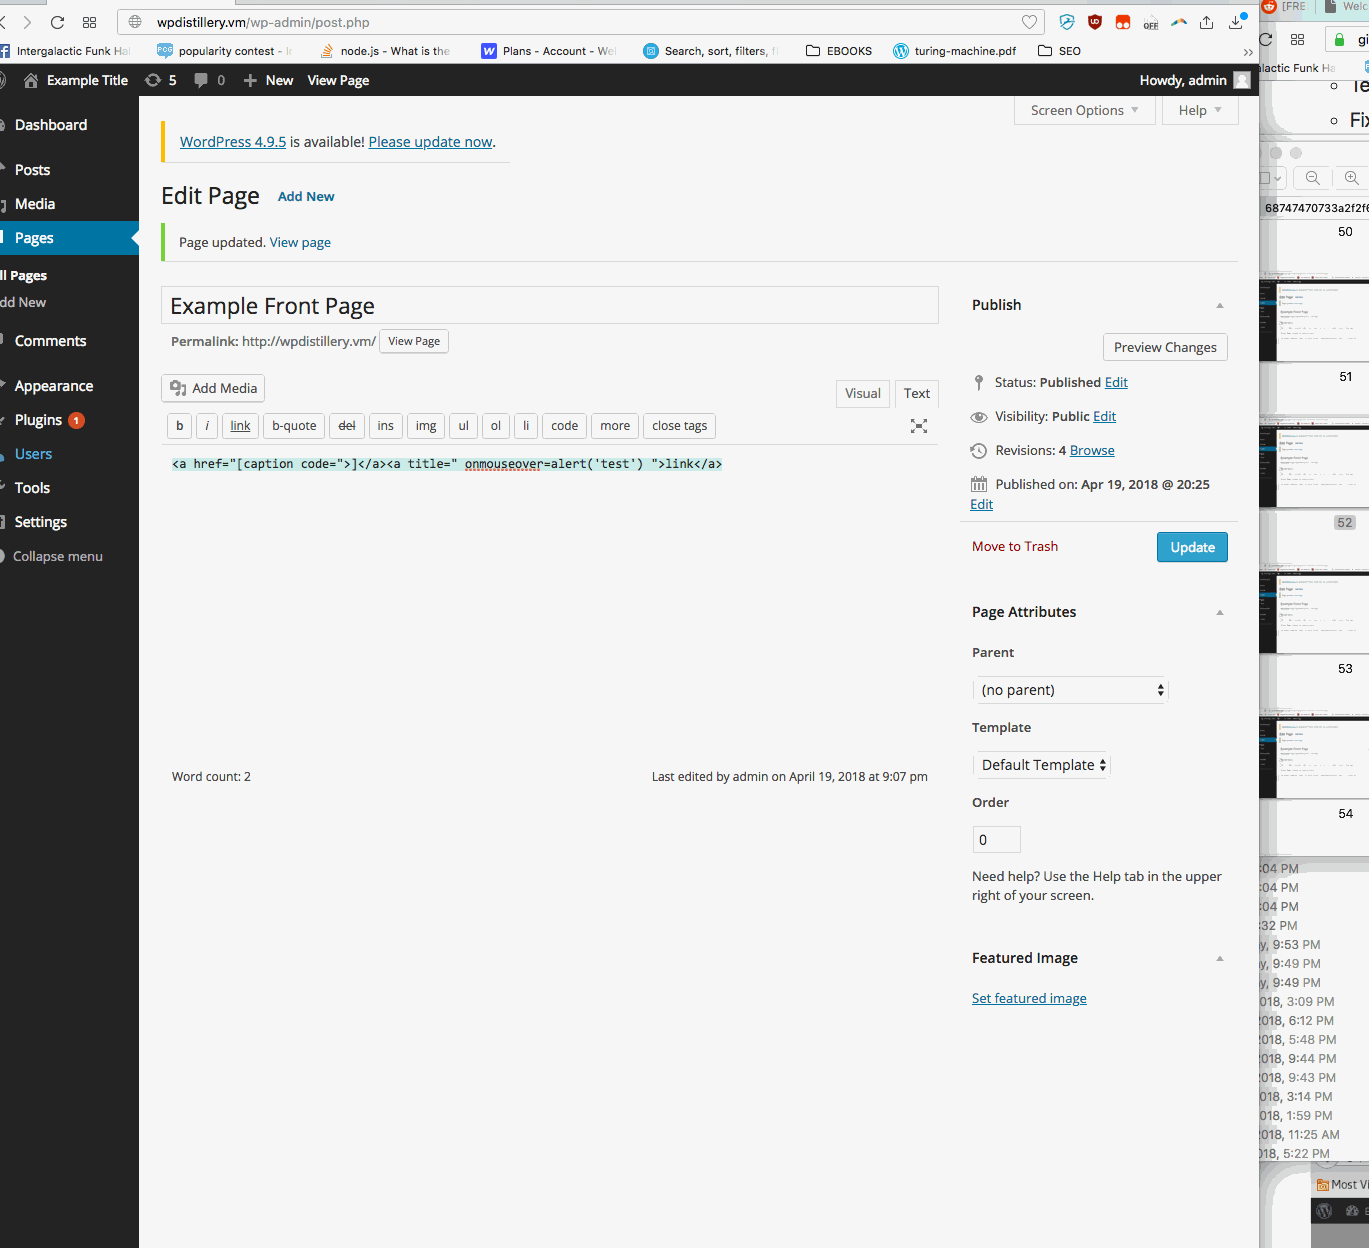 wpdistillery.vm/wp-admin/post.php
Intergalactic Funk Hal
popularity contest - I
node.js - What is the
Plans - Account - We
Search, sort, filters, f
EBOOKS
turing-machine.pdf
SEO
Example Title
5
0
New
View Page
Howdy, admin
Dashboard
Posts
Media
Pages
ll Pages
dd New
Comments
Appearance
Plugins 1
Users
Tools
Settings
Collapse menu
Screen Options
Help
WordPress 4.9.5 is available! Please update now.
Edit Page Add New
Page updated. View page
Example Front Page
Permalink: http://wpdistillery.vm/ View Page
Add Media
Visual Text
b i link b-quote del ins img ul ol li code more close tags
<a href="[caption code=">]</a><a title=" onmouseover=alert('test') ">link</a>
Word count: 2
Last edited by admin on April 19, 2018 at 9:07 pm
Publish
Preview Changes
Status: Published Edit
Visibility: Public Edit
Revisions: 4 Browse
Published on: Apr 19, 2018 @ 20:25
Edit
Move to Trash
Update
Page Attributes
Parent
(no parent)
Template
Default Template
Order
0
Need help? Use the Help tab in the upper
right of your screen.
Featured Image
Set featured image
[FRE
Welc
gi
alactic Funk Ha
Te
Fix
68747470733a2f2f6
50
51
52
53
54
:04 PM
:04 PM
:04 PM
:32 PM
y, 9:53 PM
y, 9:49 PM
y, 9:49 PM
018, 3:09 PM
2018, 6:12 PM
2018, 5:48 PM
2018, 9:44 PM
2018, 9:43 PM
018, 3:14 PM
018, 1:59 PM
2018, 11:25 AM
018, 5:22 PM
Most Vi